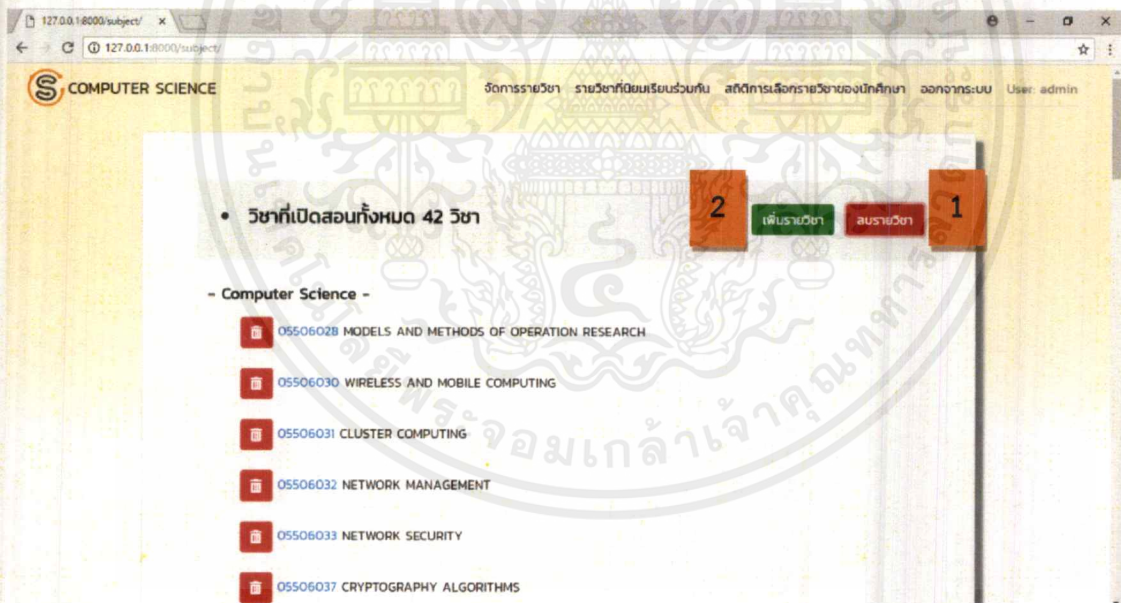 127.0.0.1:8000/subject/
127.0.0.1:8000/subject/
COMPUTER SCIENCE จัดการรายวิชา รายวิชาที่นิยมเรียนร่วมกัน สถิติการเลือกรายวิชาของนักศึกษา ออกจากระบบ User: admin
• วิชาที่เปิดสอนทั้งหมด 42 วิชา 2 เพิ่มรายวิชา ลบรายวิชา 1
- Computer Science -
05506028 MODELS AND METHODS OF OPERATION RESEARCH
05506030 WIRELESS AND MOBILE COMPUTING
05506031 CLUSTER COMPUTING
05506032 NETWORK MANAGEMENT
05506033 NETWORK SECURITY
05506037 CRYPTOGRAPHY ALGORITHMS